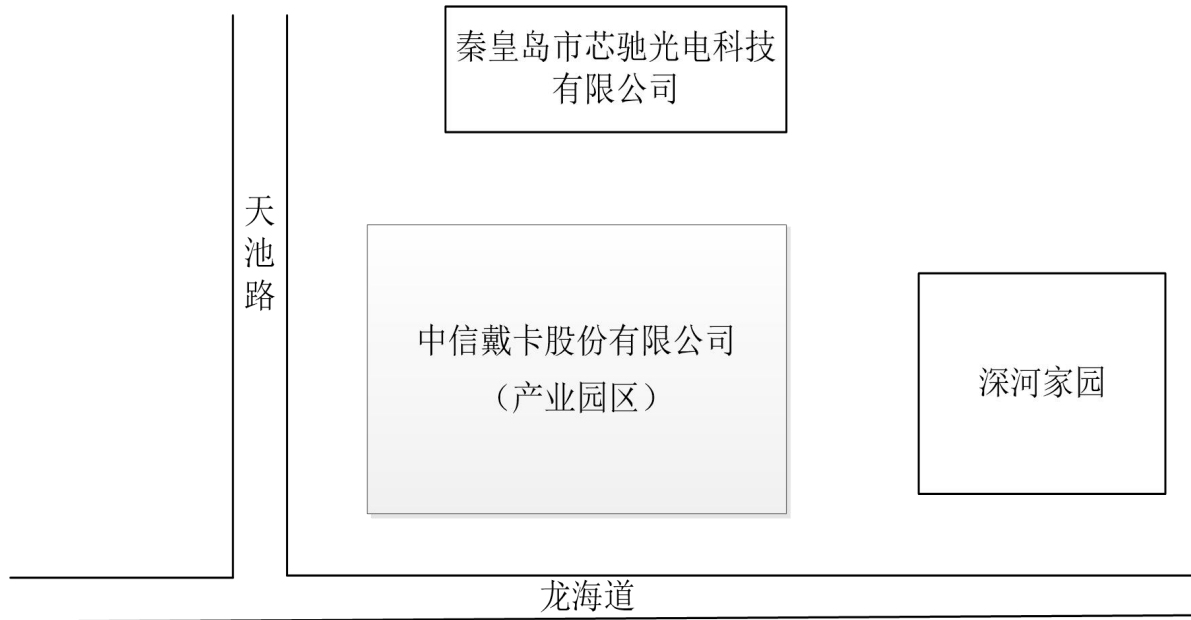 秦皇岛市芯驰光电科技
有限公司
天池路
中信戴卡股份有限公司
（产业园区）
深河家园
龙海道